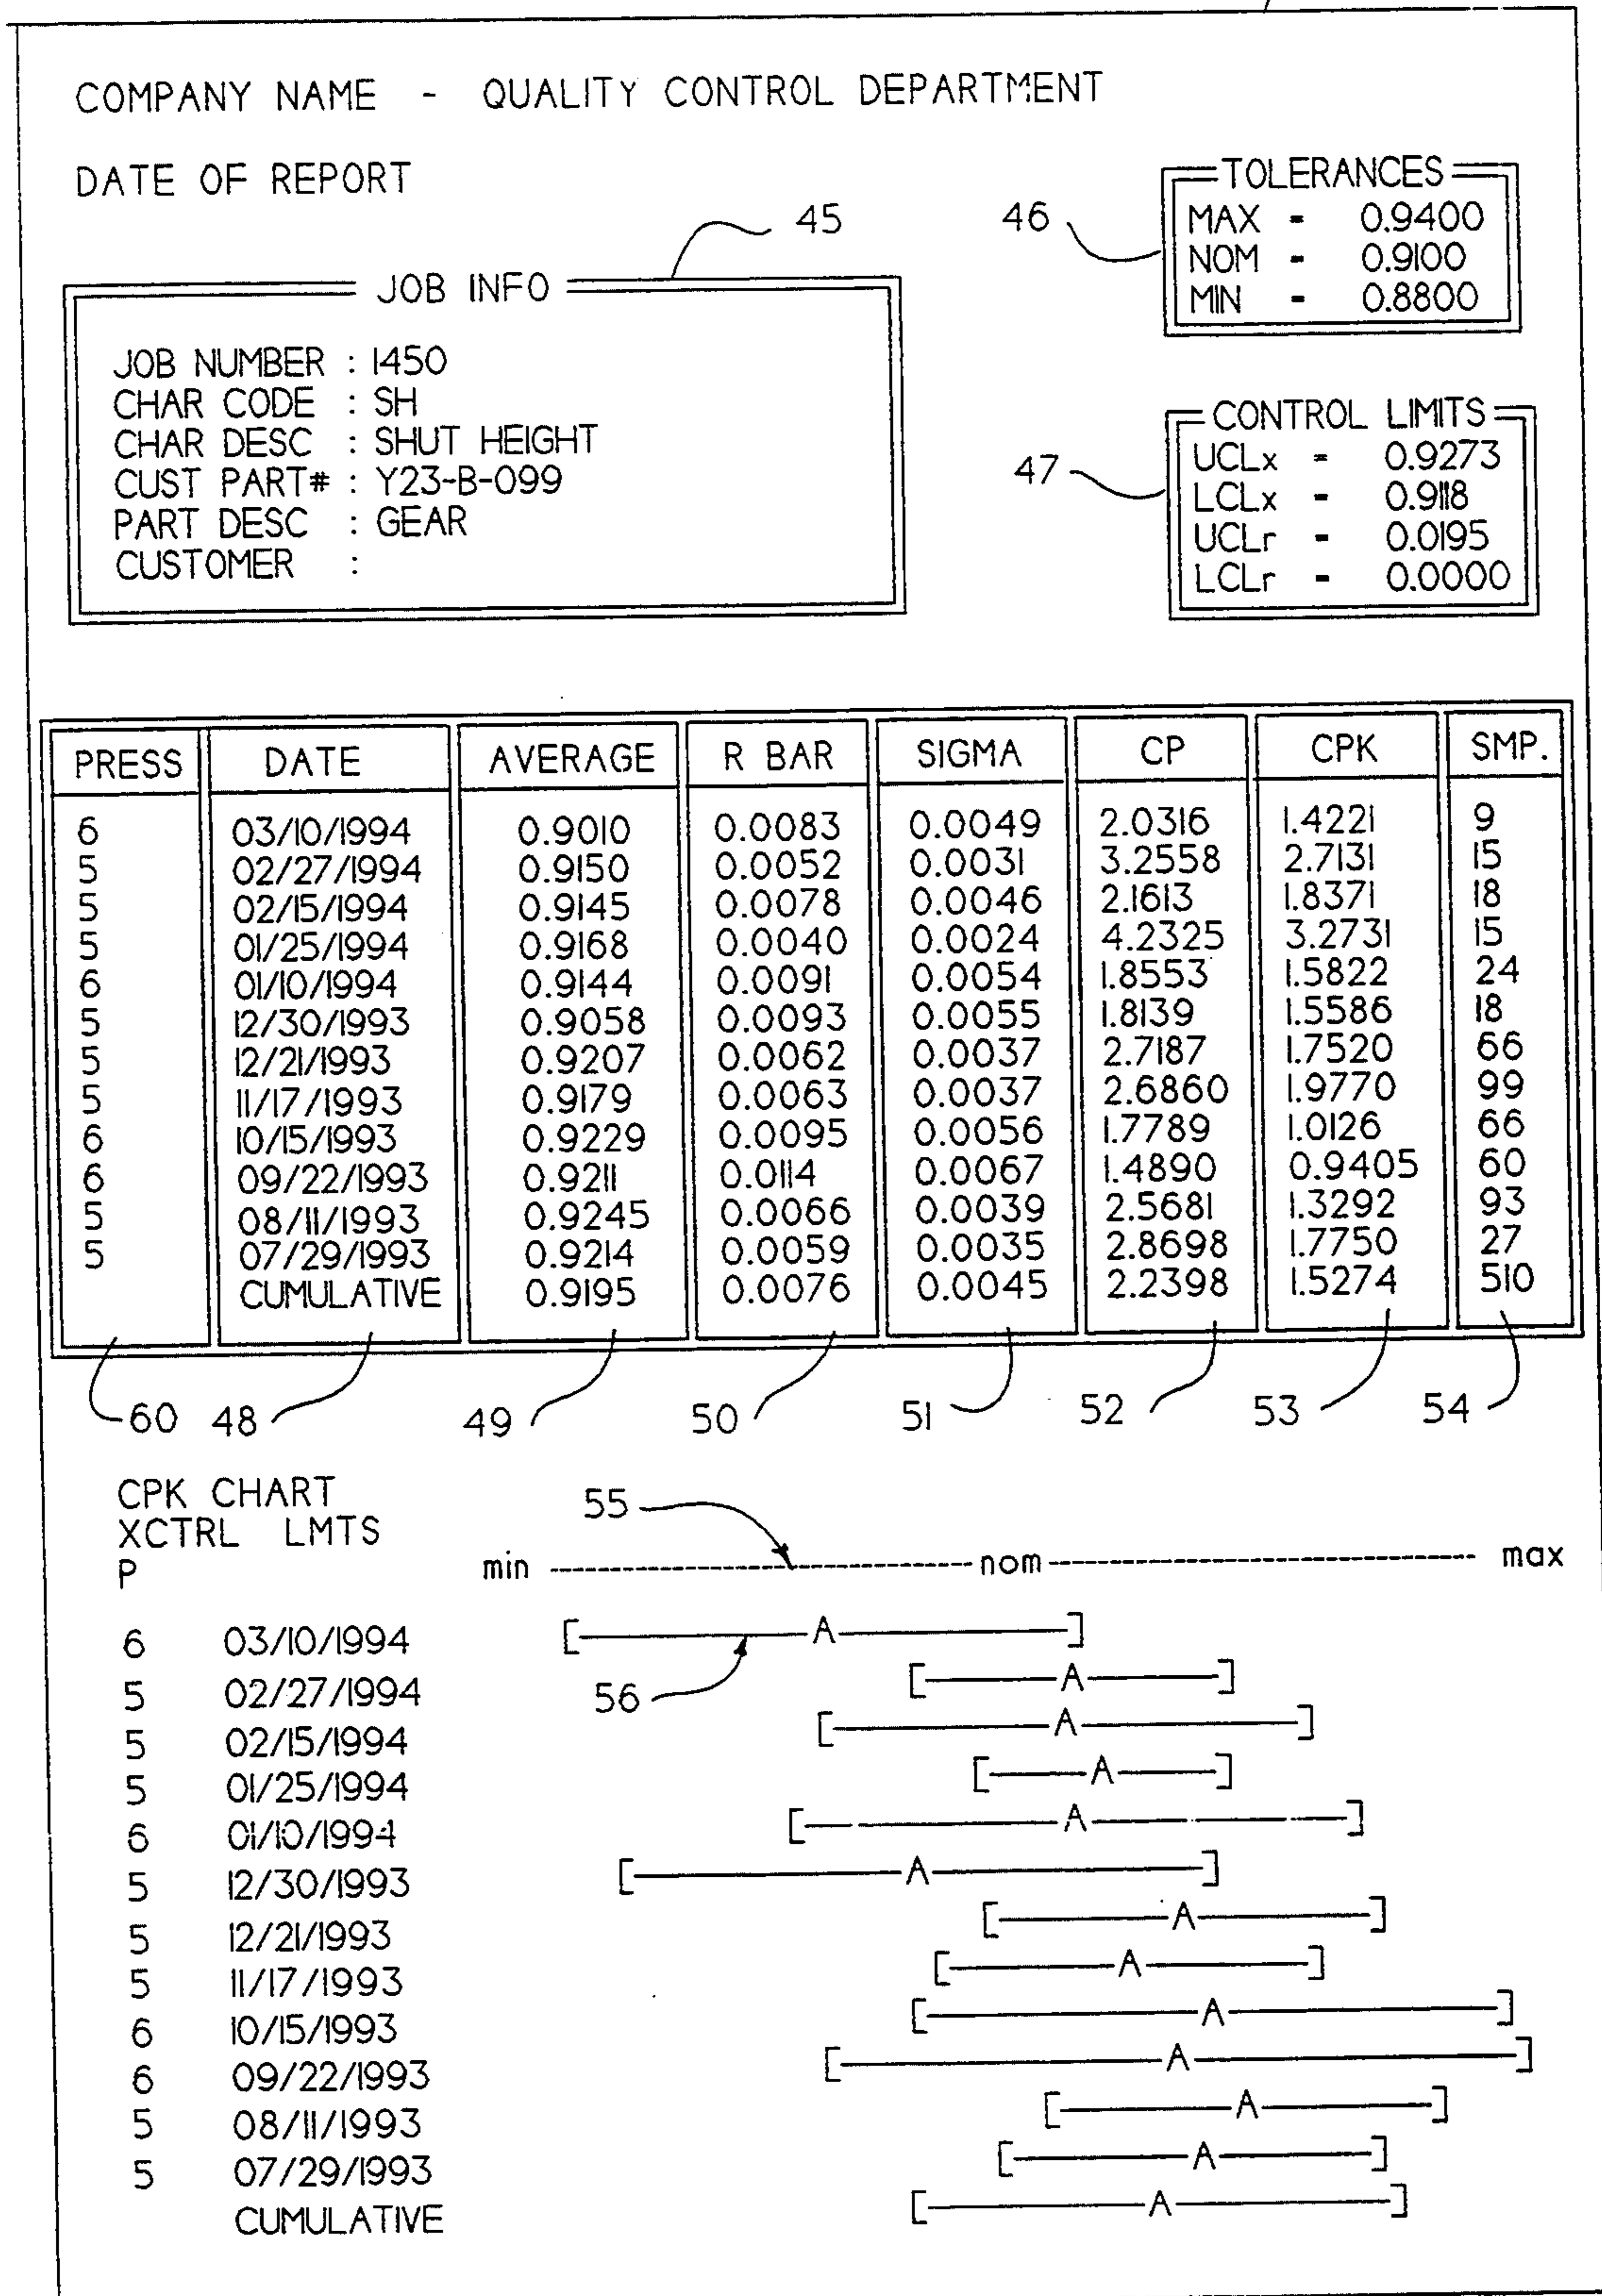 COMPANY NAME - QUALITY CONTROL DEPARTMENT
DATE OF REPORT
45
46
TOLERANCES
MAX = 0.9400
NOM = 0.9100
MIN = 0.8800
JOB INFO
JOB NUMBER : 1450
CHAR CODE : SH
CHAR DESC : SHUT HEIGHT
CUST PART# : Y23-B-099
PART DESC : GEAR
CUSTOMER :
47
CONTROL LIMITS
UCLx = 0.9273
LCLx = 0.9118
UCLr = 0.0195
LCLr = 0.0000
PRESS DATE AVERAGE R BAR SIGMA CP CPK SMP.
6 03/10/1994 0.9010 0.0083 0.0049 2.0316 1.4221 9
5 02/27/1994 0.9150 0.0052 0.0031 3.2558 2.7131 15
5 02/15/1994 0.9145 0.0078 0.0046 2.1613 1.8371 18
5 01/25/1994 0.9168 0.0040 0.0024 4.2325 3.2731 15
6 01/10/1994 0.9144 0.0091 0.0054 1.8553 1.5822 24
5 12/30/1993 0.9058 0.0093 0.0055 1.8139 1.5586 18
5 12/21/1993 0.9207 0.0062 0.0037 2.7187 1.7520 66
5 11/17/1993 0.9179 0.0063 0.0037 2.6860 1.9770 99
6 10/15/1993 0.9229 0.0095 0.0056 1.7789 1.0126 66
6 09/22/1993 0.9211 0.0114 0.0067 1.4890 0.9405 60
5 08/11/1993 0.9245 0.0066 0.0039 2.5681 1.3292 93
5 07/29/1993 0.9214 0.0059 0.0035 2.8698 1.7750 27
CUMULATIVE 0.9195 0.0076 0.0045 2.2398 1.5274 510
60 48 49 50 51 52 53 54
CPK CHART
XCTRL LMTS
55
P min nom max
6 03/10/1994 [ A ]
56
5 02/27/1994 [ A ]
5 02/15/1994 [ A ]
5 01/25/1994 [ A ]
6 01/10/1994 [ A ]
5 12/30/1993 [ A ]
5 12/21/1993 [ A ]
5 11/17/1993 [ A ]
6 10/15/1993 [ A ]
6 09/22/1993 [ A ]
5 08/11/1993 [ A ]
5 07/29/1993 [ A ]
CUMULATIVE [ A ]